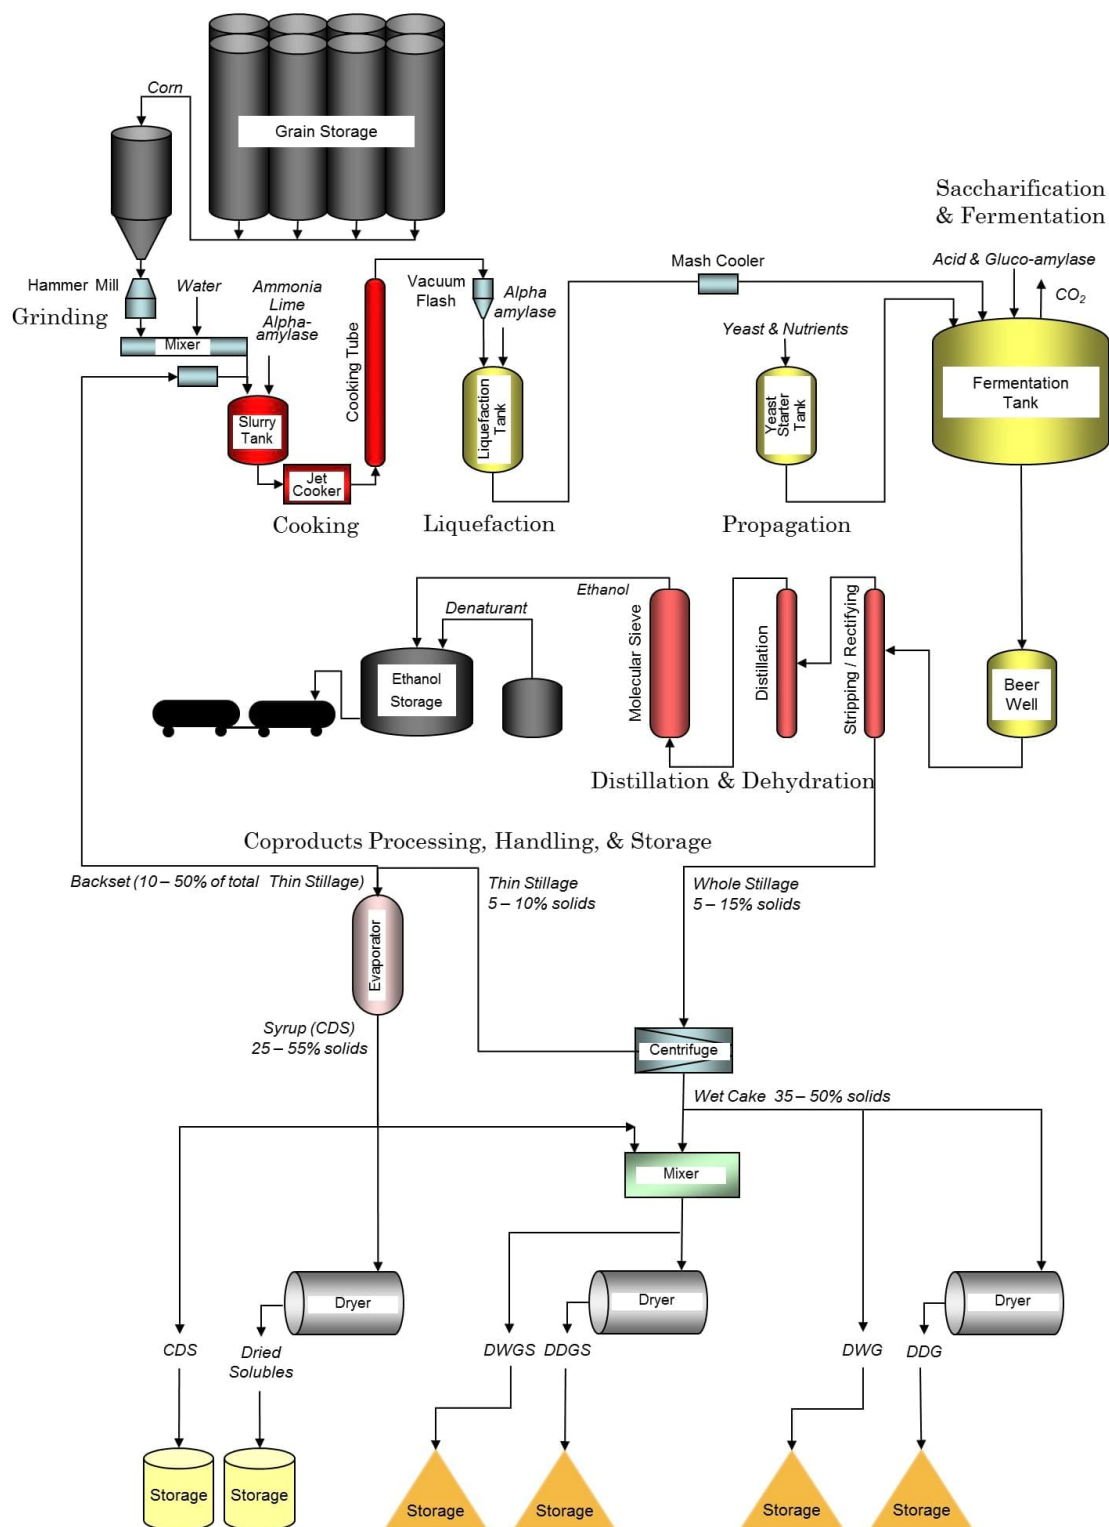 Corn
Grain Storage
Saccharification
& Fermentation
Hammer Mill
Grinding
Water
Ammonia
Lime
Alpha-
amylase
Mixer
Slurry
Tank
Jet
Cooker
Cooking
Cooking Tube
Vacuum
Flash
Alpha
amylase
Liquefaction
Tank
Liquefaction
Mash Cooler
Yeast & Nutrients
Yeast
Starter
Tank
Propagation
Acid & Gluco-amylase
CO2
Fermentation
Tank
Ethanol
Denaturant
Ethanol
Storage
Molecular Sieve
Distillation
Stripping / Rectifying
Beer
Well
Distillation & Dehydration
Coproducts Processing, Handling, & Storage
Backset (10 – 50% of total Thin Stillage)
Thin Stillage
5 – 10% solids
Whole Stillage
5 – 15% solids
Evaporator
Syrup (CDS)
25 – 55% solids
Centrifuge
Wet Cake 35 – 50% solids
Mixer
Dryer
Dryer
Dryer
CDS
Dried
Solubles
DWGS
DDGS
DWG
DDG
Storage
Storage
Storage
Storage
Storage
Storage